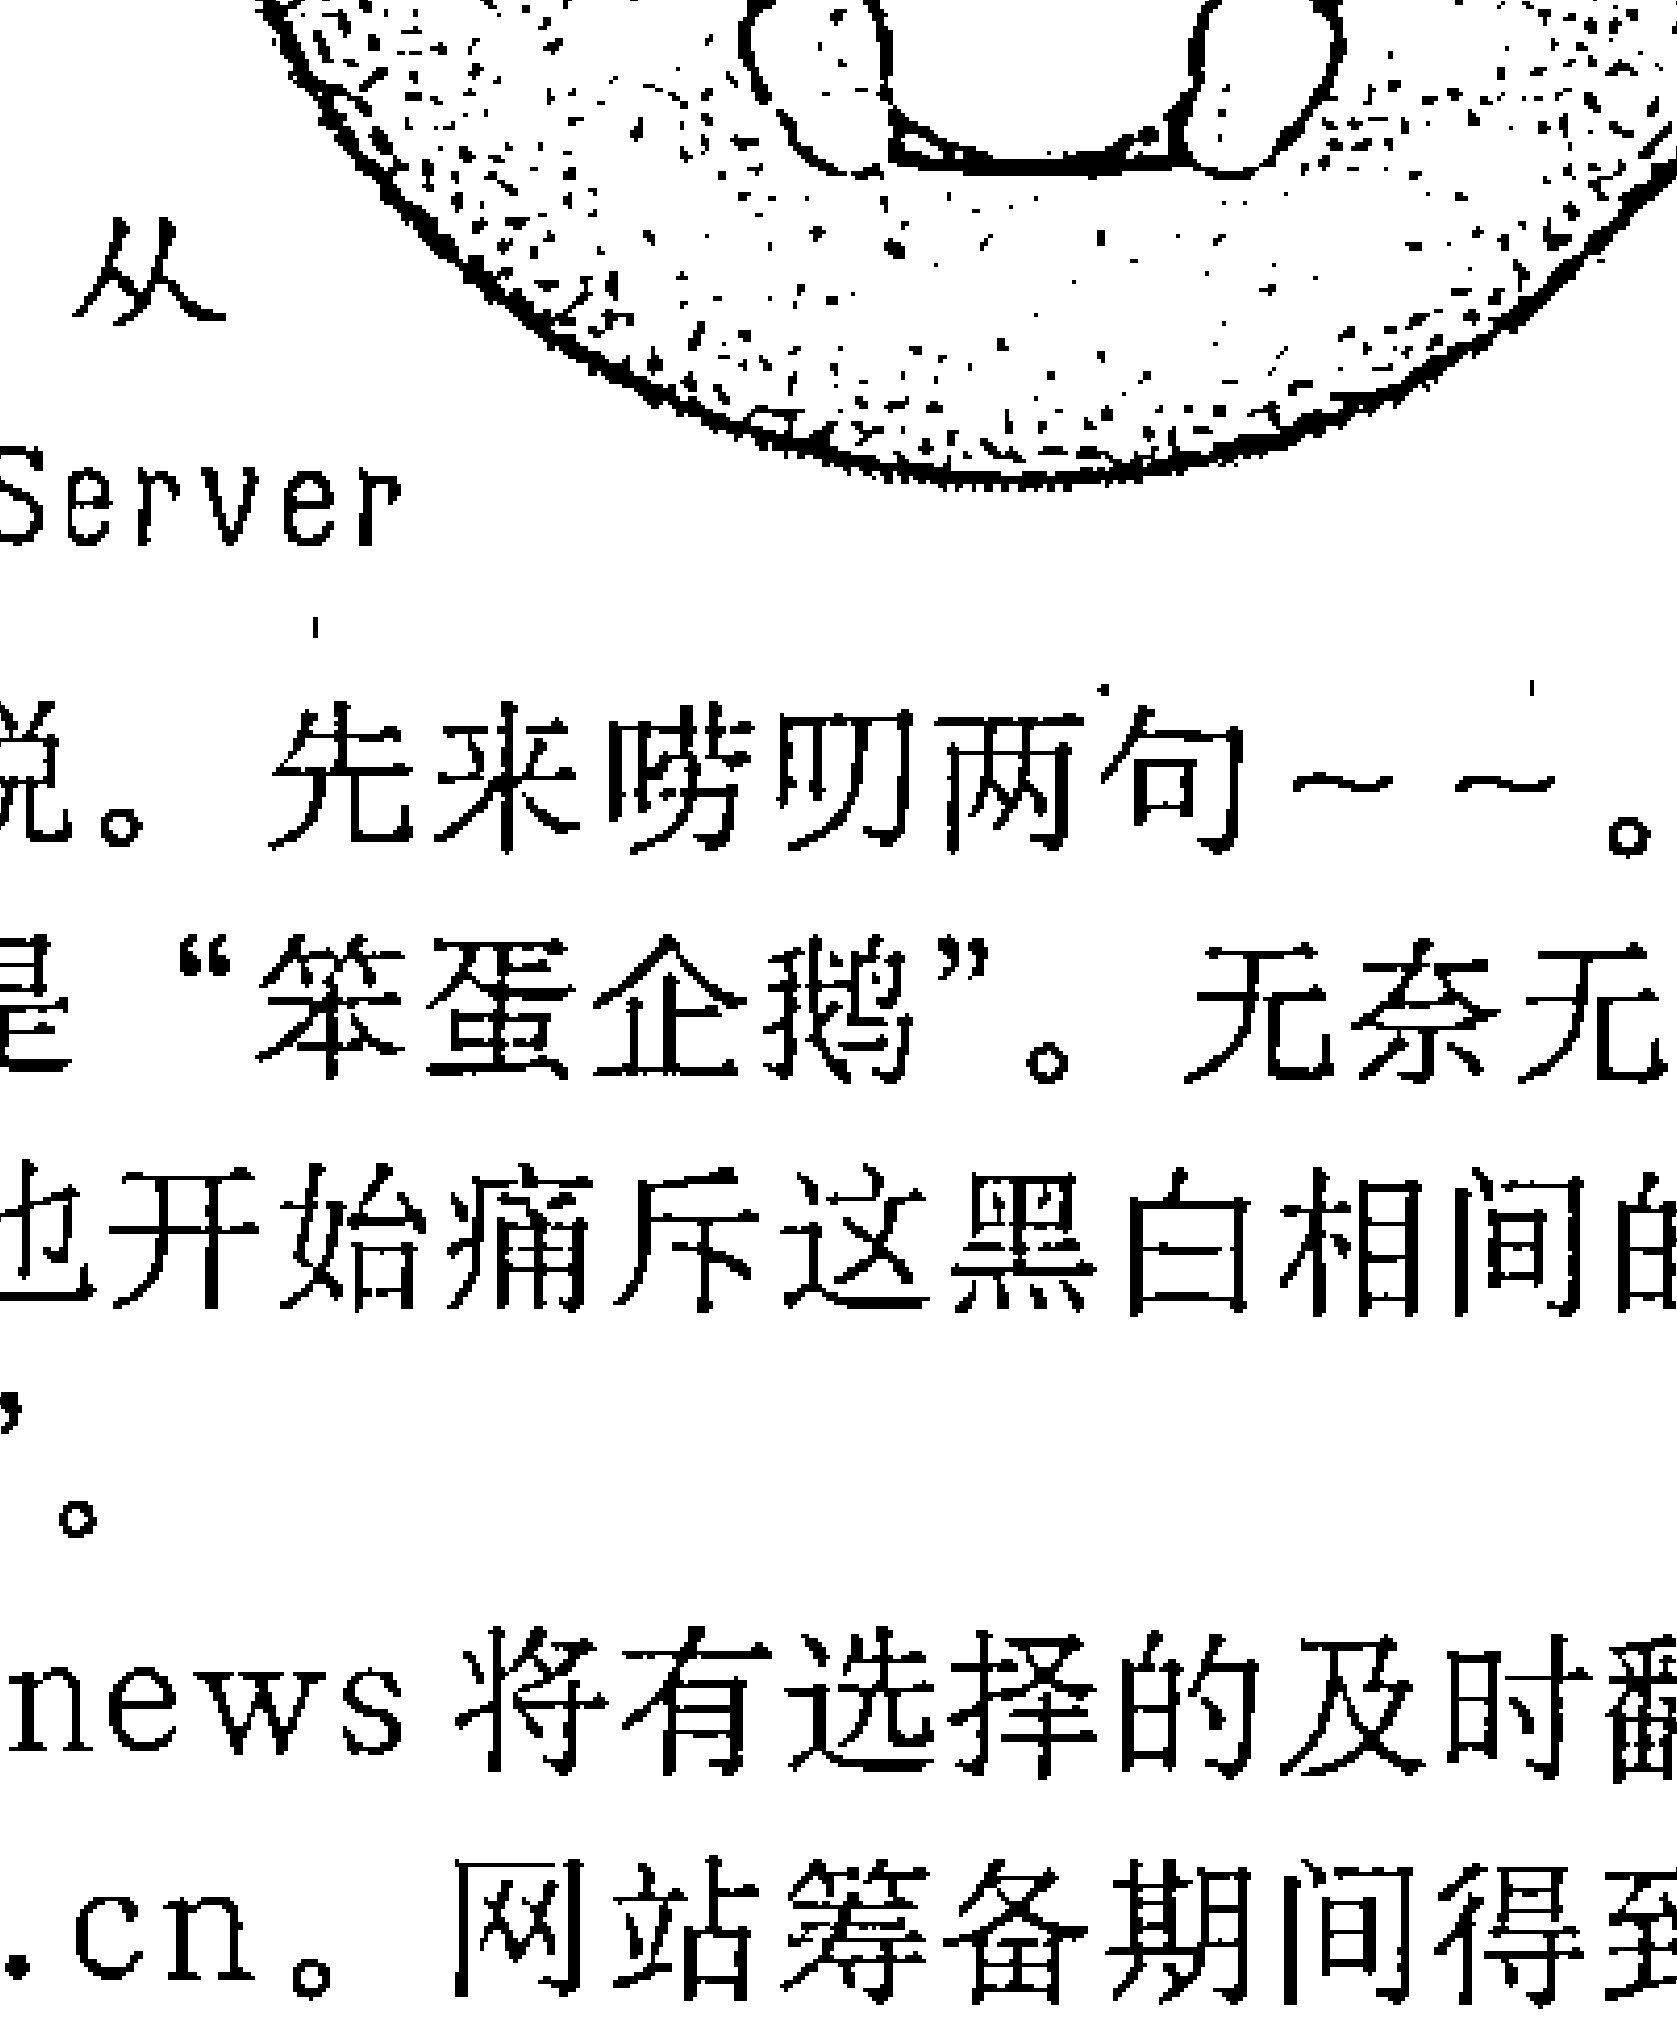 从
Server
说。先来唠叨两句～～。
是“笨蛋企鹅”。无奈无
也开始痛斥这黑白相间的
，
。
news 将有选择的及时翻
.cn。网站筹备期间得到